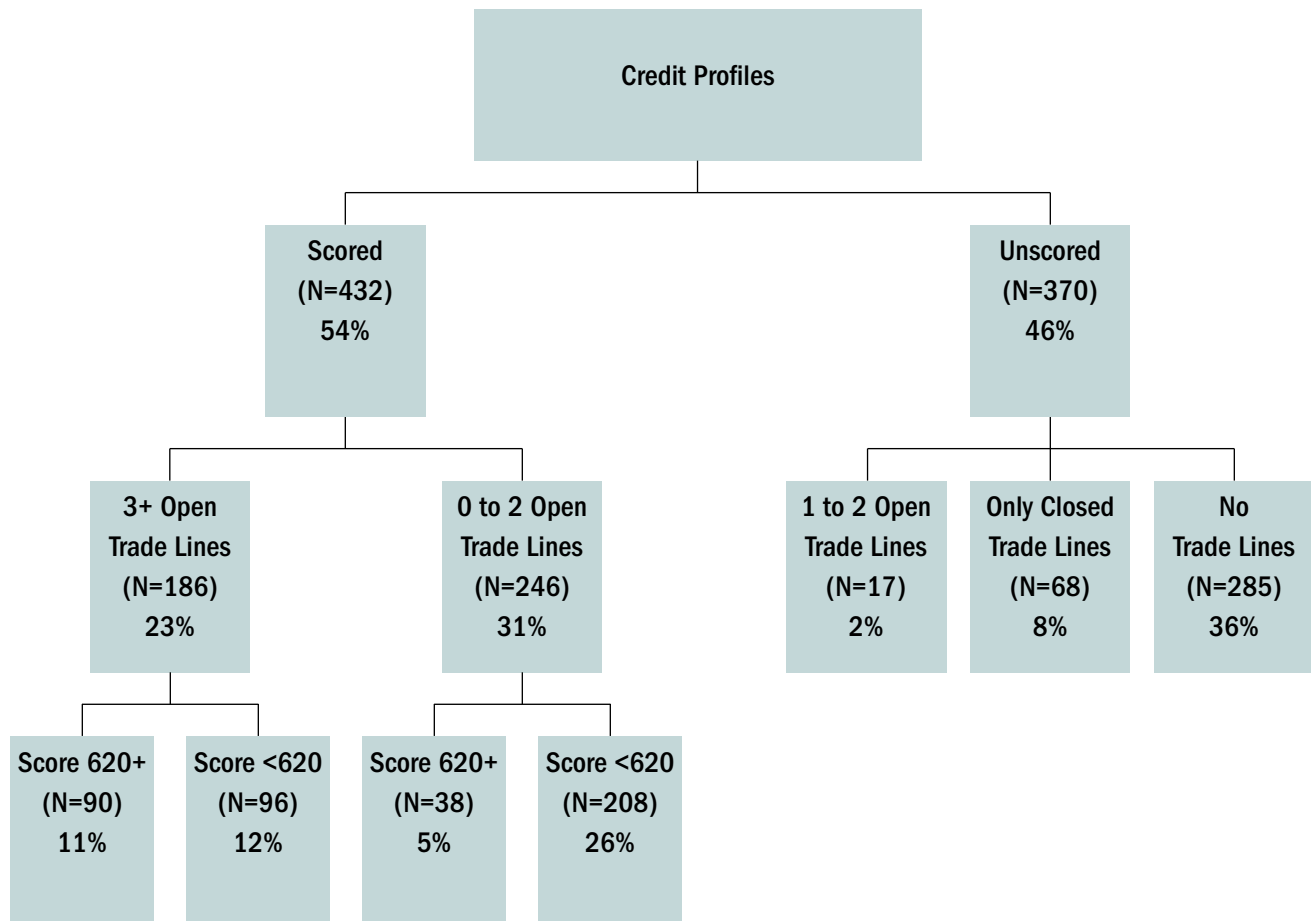 Credit Profiles
Scored
(N=432)
54%
Unscored
(N=370)
46%
3+ Open
Trade Lines
(N=186)
23%
0 to 2 Open
Trade Lines
(N=246)
31%
1 to 2 Open
Trade Lines
(N=17)
2%
Only Closed
Trade Lines
(N=68)
8%
No
Trade Lines
(N=285)
36%
Score 620+
(N=90)
11%
Score <620
(N=96)
12%
Score 620+
(N=38)
5%
Score <620
(N=208)
26%